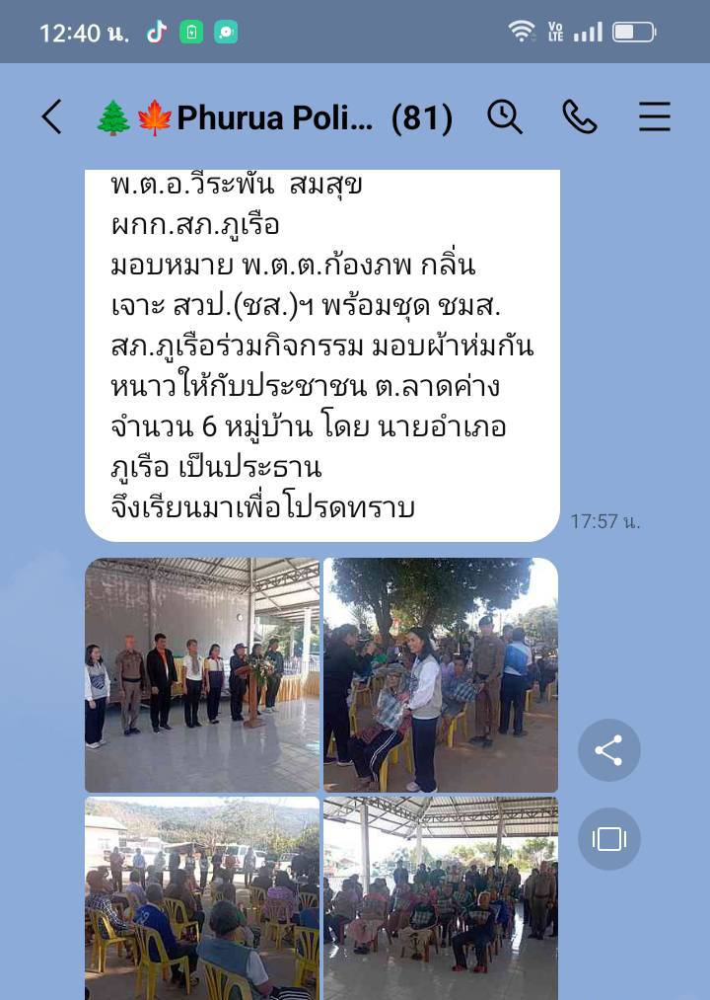 12:40 น.
Vo
LTE
Phurua Poli... (81)
พ.ต.อ.วีระพัน สมสุข
ผกก.สภ.ภูเรือ
มอบหมาย พ.ต.ต.ก้องภพ กลิ่น
เจาะ สวป.(ชส.)ฯ พร้อมชุด ชมส.
สภ.ภูเรือร่วมกิจกรรม มอบผ้าห่มกัน
หนาวให้กับประชาชน ต.ลาดค่าง
จำนวน 6 หมู่บ้าน โดย นายอำเภอ
ภูเรือ เป็นประธาน
จึงเรียนมาเพื่อโปรดทราบ
17:57 น.